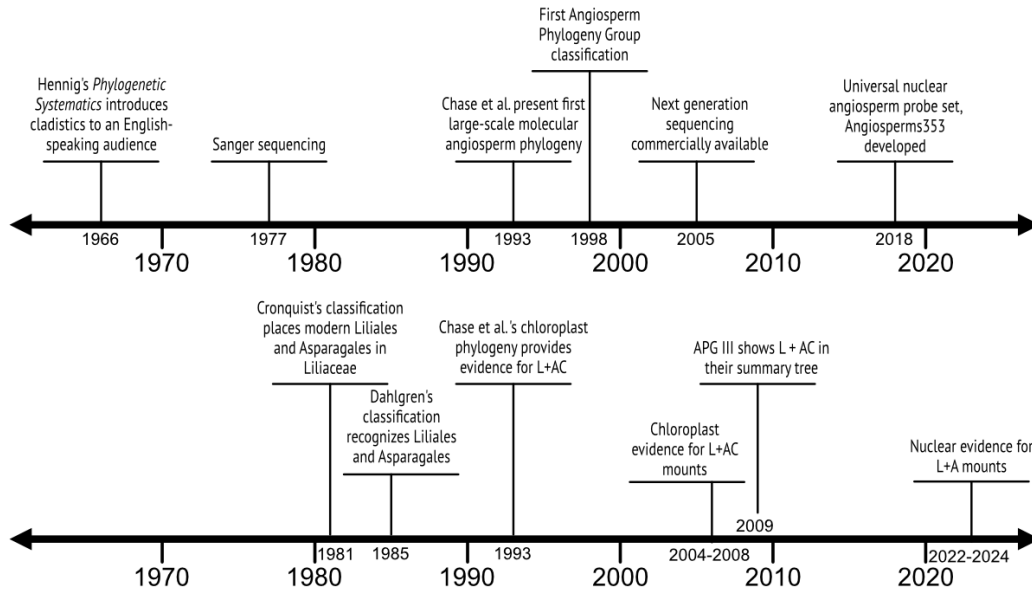 Hennig's Phylogenetic
Systematics introduces
cladistics to an English-
speaking audience
Sanger sequencing
Chase et al. present first
large-scale molecular
angiosperm phylogeny
First Angiosperm
Phylogeny Group
classification
Next generation
sequencing
commercially available
Universal nuclear
angiosperm probe set,
Angiosperms353
developed
1966
1977
1993
1998
2005
2018
1970
1980
1990
2000
2010
2020
Cronquist's classification
places modern Liliales
and Asparagales in
Liliaceae
Dahlgren's
classification
recognizes Liliales
and Asparagales
Chase et al.'s chloroplast
phylogeny provides
evidence for L+AC
Chloroplast
evidence for L+AC
mounts
APG III shows L + AC in
their summary tree
Nuclear evidence for
L+A mounts
1981
1985
1993
2004-2008
2009
2022-2024
1970
1980
1990
2000
2010
2020